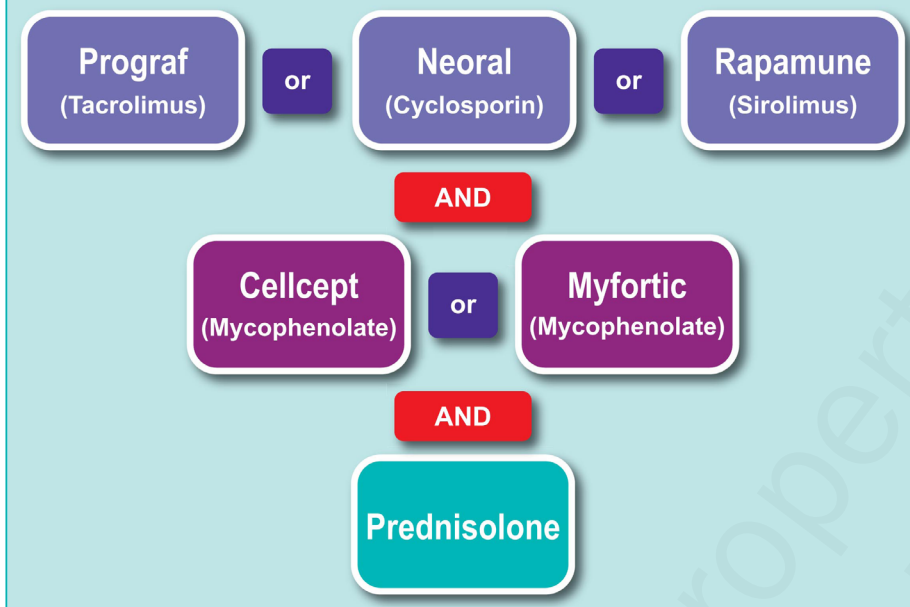 Prograf
(Tacrolimus)
or
Neoral
(Cyclosporin)
or
Rapamune
(Sirolimus)
AND
Cellcept
(Mycophenolate)
or
Myfortic
(Mycophenolate)
AND
Prednisolone